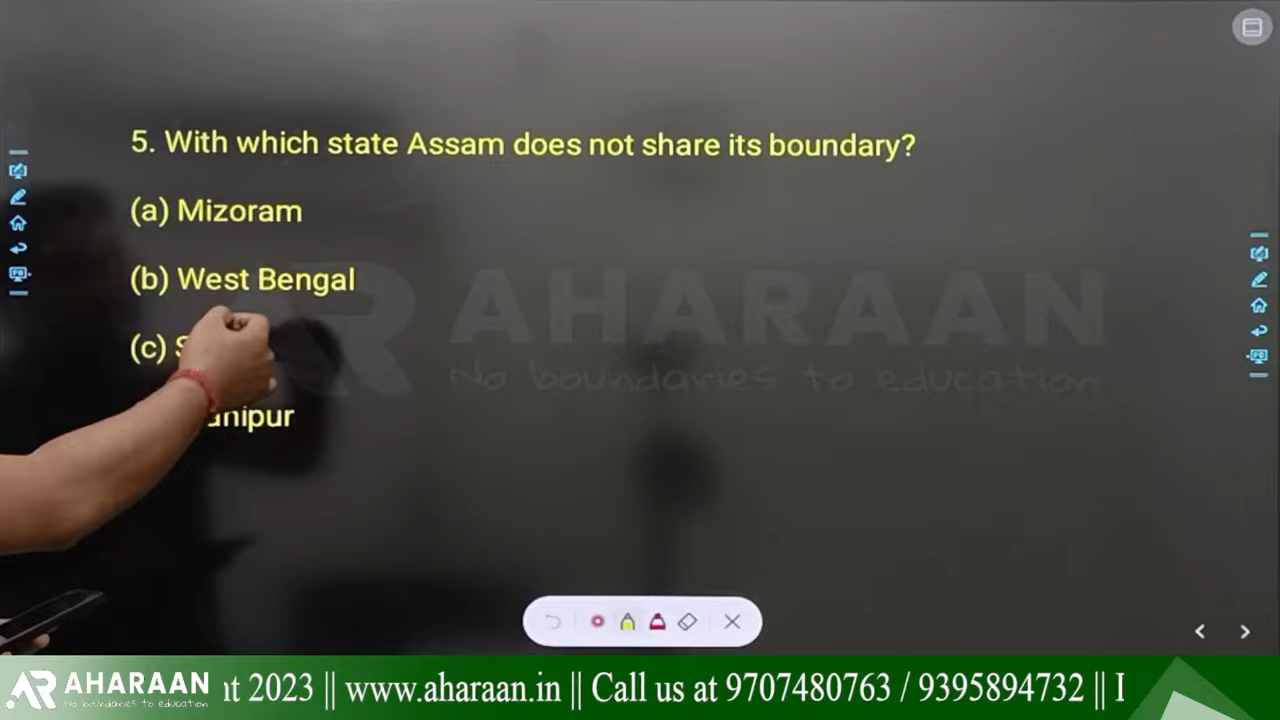 5. With which state Assam does not share its boundary?
(a) Mizoram
(b) West Bengal
AHARAAN
(c) S
No boundaries to education
anipur
AHARAAN
No boundaries to education
nt 2023 || www.aharaan.in || Call us at 9707480763 / 9395894732 || I